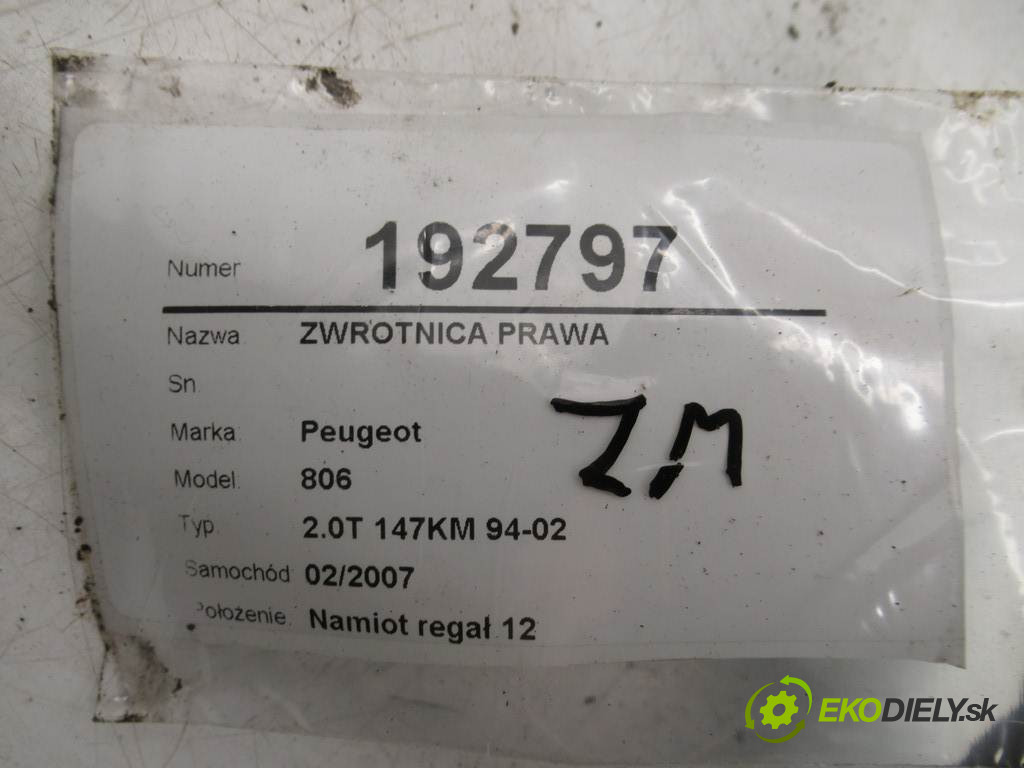 Numer 192797
Nazwa ZWROTNICA PRAWA
Sn
Marka Peugeot
ZM
Model: 806
Typ 2.0T 147KM 94-02
Samochód 02/2007
Położenie. Namiot regał 12
EKODIELY.sk